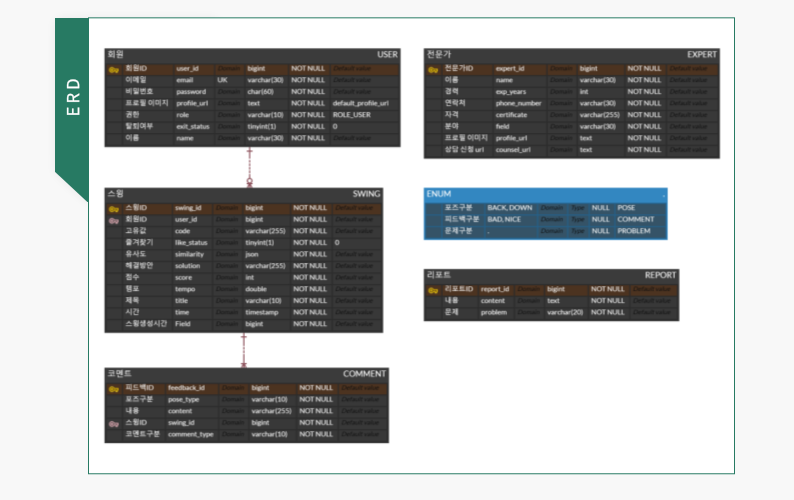 ERD
회원 USER
회원ID user_id Domain bigint NOT NULL Default value
이메일 email UK varchar(30) NOT NULL Default value
비밀번호 password Domain char(60) NOT NULL Default value
프로필 이미지 profile_url Domain text NOT NULL default_profile_url
권한 role Domain varchar(10) NOT NULL ROLE_USER
탈퇴여부 exit_status Domain tinyint(1) NOT NULL 0
이름 name Domain varchar(30) NOT NULL Default value
전문가 EXPERT
전문가ID expert_id Domain bigint NOT NULL Default value
이름 name Domain varchar(30) NOT NULL Default value
경력 exp_years Domain int NOT NULL Default value
연락처 phone_number Domain varchar(30) NOT NULL Default value
자격 certificate Domain varchar(255) NOT NULL Default value
분야 field Domain varchar(30) NOT NULL Default value
프로필 이미지 profile_url Domain text NOT NULL Default value
상담 신청 url counsel_url Domain text NOT NULL Default value
스윙 SWING
스윙ID swing_id Domain bigint NOT NULL Default value
회원ID user_id Domain bigint NOT NULL Default value
고유값 code Domain varchar(255) NOT NULL Default value
즐겨찾기 like_status Domain tinyint(1) NOT NULL 0
유사도 similarity Domain json NOT NULL Default value
해결방안 solution Domain varchar(255) NOT NULL Default value
점수 score Domain int NOT NULL Default value
템포 tempo Domain double NOT NULL Default value
제목 title Domain varchar(10) NOT NULL Default value
시간 time Domain timestamp NOT NULL Default value
스윙생성시간 Field Domain bigint NOT NULL Default value
ENUM .
포즈구분 BACK, DOWN Domain Type NULL POSE
피드백구분 BAD, NICE Domain Type NULL COMMENT
문제구분 . Domain Type NULL PROBLEM
리포트 REPORT
리포트ID report_id Domain bigint NOT NULL Default value
내용 content Domain text NOT NULL Default value
문제 problem Domain varchar(20) NOT NULL Default value
코멘트 COMMENT
피드백ID feedback_id Domain bigint NOT NULL Default value
포즈구분 pose_type Domain varchar(10) NOT NULL Default value
내용 content Domain varchar(255) NOT NULL Default value
스윙ID swing_id Domain bigint NOT NULL Default value
코멘트구분 comment_type Domain varchar(10) NOT NULL Default value